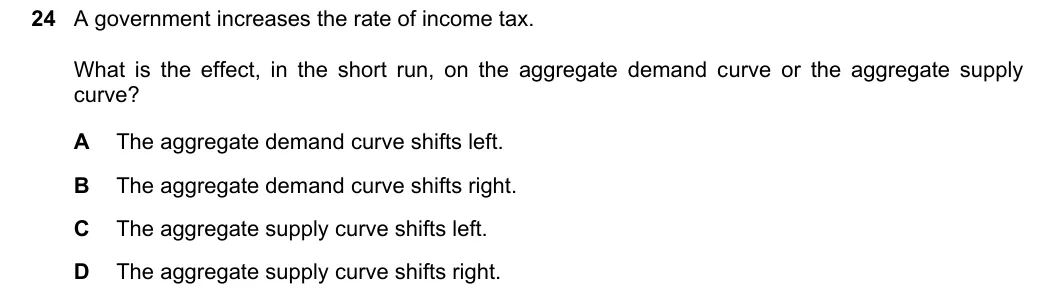 24 A government increases the rate of income tax.
What is the effect, in the short run, on the aggregate demand curve or the aggregate supply
curve?
A The aggregate demand curve shifts left.
B The aggregate demand curve shifts right.
C The aggregate supply curve shifts left.
D The aggregate supply curve shifts right.